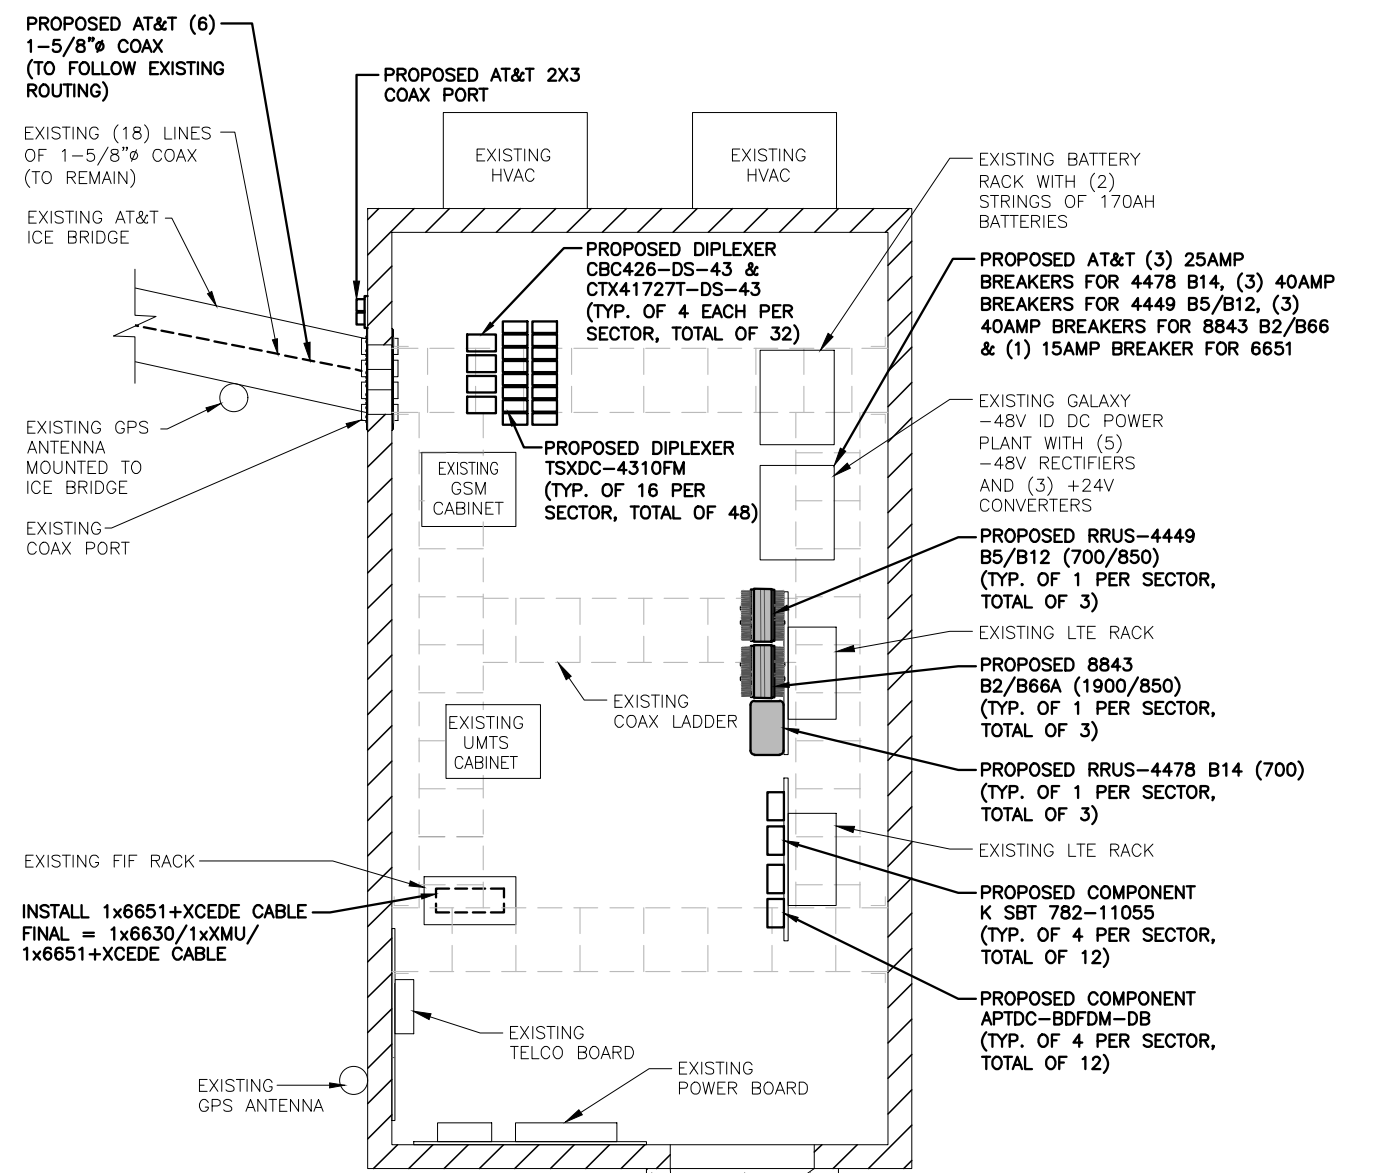 PROPOSED AT&T (6)
1-5/8"ø COAX
(TO FOLLOW EXISTING
ROUTING)
PROPOSED AT&T 2X3
COAX PORT
EXISTING (18) LINES
OF 1-5/8"ø COAX
(TO REMAIN)
EXISTING AT&T
ICE BRIDGE
EXISTING
HVAC
EXISTING
HVAC
EXISTING BATTERY
RACK WITH (2)
STRINGS OF 170AH
BATTERIES
PROPOSED DIPLEXER
CBC426-DS-43 &
CTX41727T-DS-43
(TYP. OF 4 EACH PER
SECTOR, TOTAL OF 32)
PROPOSED AT&T (3) 25AMP
BREAKERS FOR 4478 B14, (3) 40AMP
BREAKERS FOR 4449 B5/B12, (3)
40AMP BREAKERS FOR 8843 B2/B66
& (1) 15AMP BREAKER FOR 6651
EXISTING GPS
ANTENNA
MOUNTED TO
ICE BRIDGE
EXISTING
COAX PORT
EXISTING
GSM
CABINET
PROPOSED DIPLEXER
TSXDC-4310FM
(TYP. OF 16 PER
SECTOR, TOTAL OF 48)
EXISTING GALAXY
-48V ID DC POWER
PLANT WITH (5)
-48V RECTIFIERS
AND (3) +24V
CONVERTERS
PROPOSED RRUS-4449
B5/B12 (700/850)
(TYP. OF 1 PER SECTOR,
TOTAL OF 3)
EXISTING LTE RACK
PROPOSED 8843
B2/B66A (1900/850)
(TYP. OF 1 PER SECTOR,
TOTAL OF 3)
EXISTING
COAX LADDER
EXISTING
UMTS
CABINET
PROPOSED RRUS-4478 B14 (700)
(TYP. OF 1 PER SECTOR,
TOTAL OF 3)
EXISTING LTE RACK
EXISTING FIF RACK
INSTALL 1x6651+XCEDE CABLE
FINAL = 1x6630/1xXMU/
1x6651+XCEDE CABLE
PROPOSED COMPONENT
K SBT 782-11055
(TYP. OF 4 PER SECTOR,
TOTAL OF 12)
PROPOSED COMPONENT
APTDC-BDFDM-DB
(TYP. OF 4 PER SECTOR,
TOTAL OF 12)
EXISTING
TELCO BOARD
EXISTING
POWER BOARD
EXISTING
GPS ANTENNA